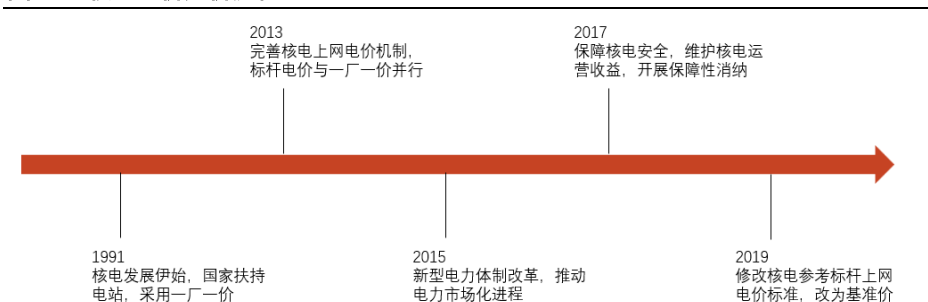 2013
完善核电上网电价机制，
标杆电价与一厂一价并行
2017
保障核电安全，维护核电运
营收益，开展保障性消纳
1991
核电发展伊始，国家扶持
电站，采用一厂一价
2015
新型电力体制改革，推动
电力市场化进程
2019
修改核电参考标杆上网
电价标准，改为基准价